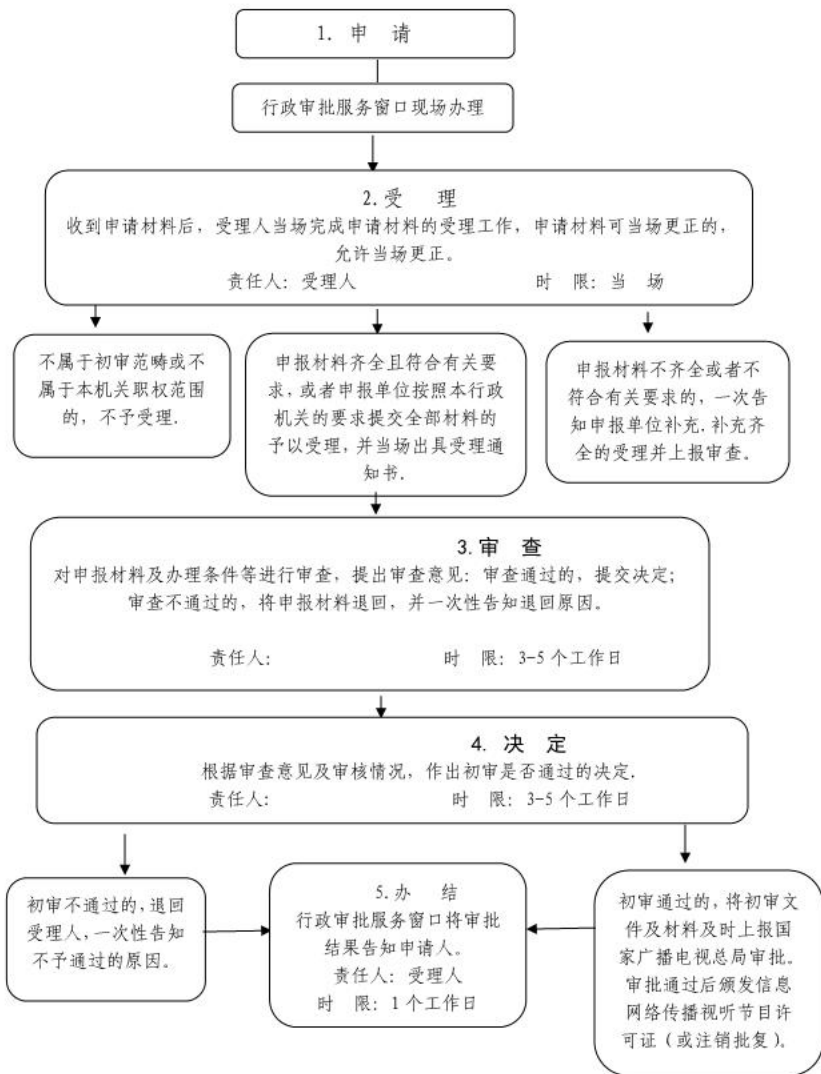 1. 申 请
行政审批服务窗口现场办理
2.受 理
收到申请材料后，受理人当场完成申请材料的受理工作，申请材料可当场更正的，
允许当场更正。
责任人：受理人 时 限：当 场
不属于初审范畴或不
属于本机关职权范围
的，不予受理.
申报材料齐全且符合有关要
求，或者申报单位按照本行政
机关的要求提交全部材料的
予以受理，并当场出具受理通
知书.
申报材料不齐全或者不
符合有关要求的，一次告
知申报单位补充.补充齐
全的受理并上报审查。
3.审 查
对申报材料及办理条件等进行审查，提出审查意见：审查通过的，提交决定；
审查不通过的，将申报材料退回，并一次性告知退回原因。
责任人： 时 限：3-5 个工作日
4. 决 定
根据审查意见及审核情况，作出初审是否通过的决定.
责任人： 时 限：3-5 个工作日
初审不通过的，退回
受理人，一次性告知
不予通过的原因。
5.办 结
行政审批服务窗口将审批
结果告知申请人。
责任人：受理人
时 限：1 个工作日
初审通过的，将初审文
件及材料及时上报国
家广播电视总局审批。
审批通过后颁发信息
网络传播视听节目许
可证（或注销批复）。